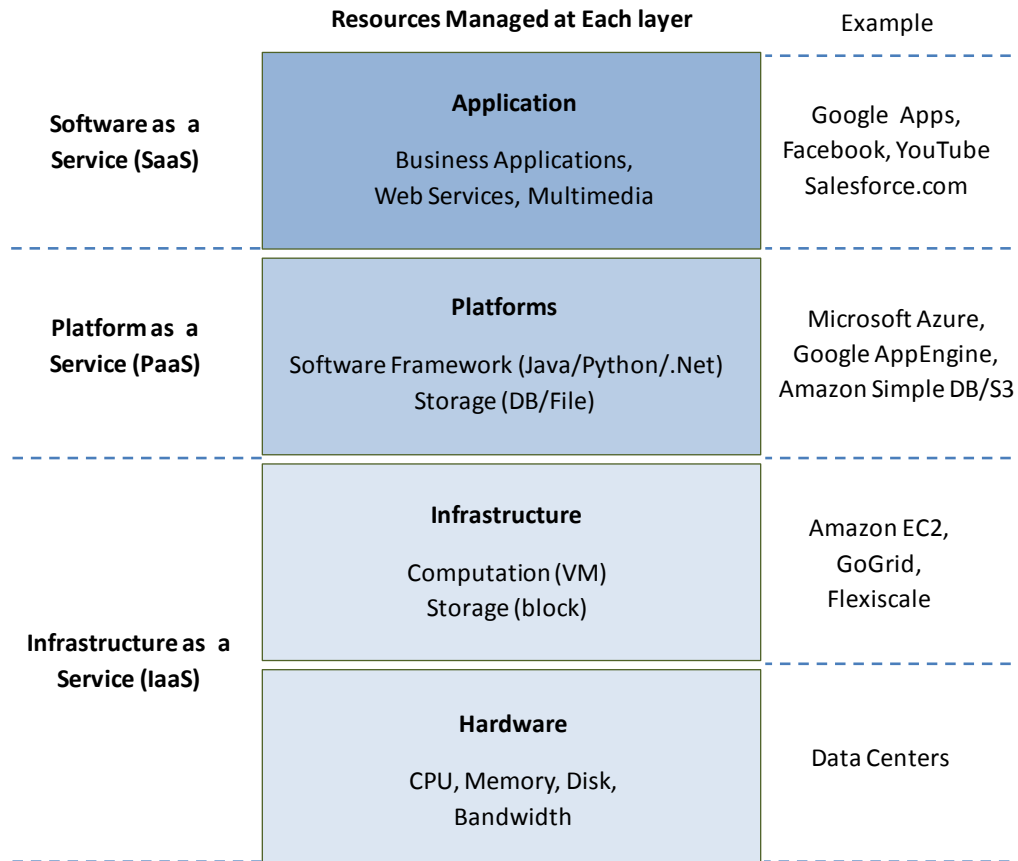 Resources Managed at Each layer
Example
Software as a
Service (SaaS)
Application
Business Applications,
Web Services, Multimedia
Google Apps,
Facebook, YouTube
Salesforce.com
Platform as a
Service (PaaS)
Platforms
Software Framework (Java/Python/.Net)
Storage (DB/File)
Microsoft Azure,
Google AppEngine,
Amazon Simple DB/S3
Infrastructure as a
Service (IaaS)
Infrastructure
Computation (VM)
Storage (block)
Amazon EC2,
GoGrid,
Flexiscale
Hardware
CPU, Memory, Disk,
Bandwidth
Data Centers